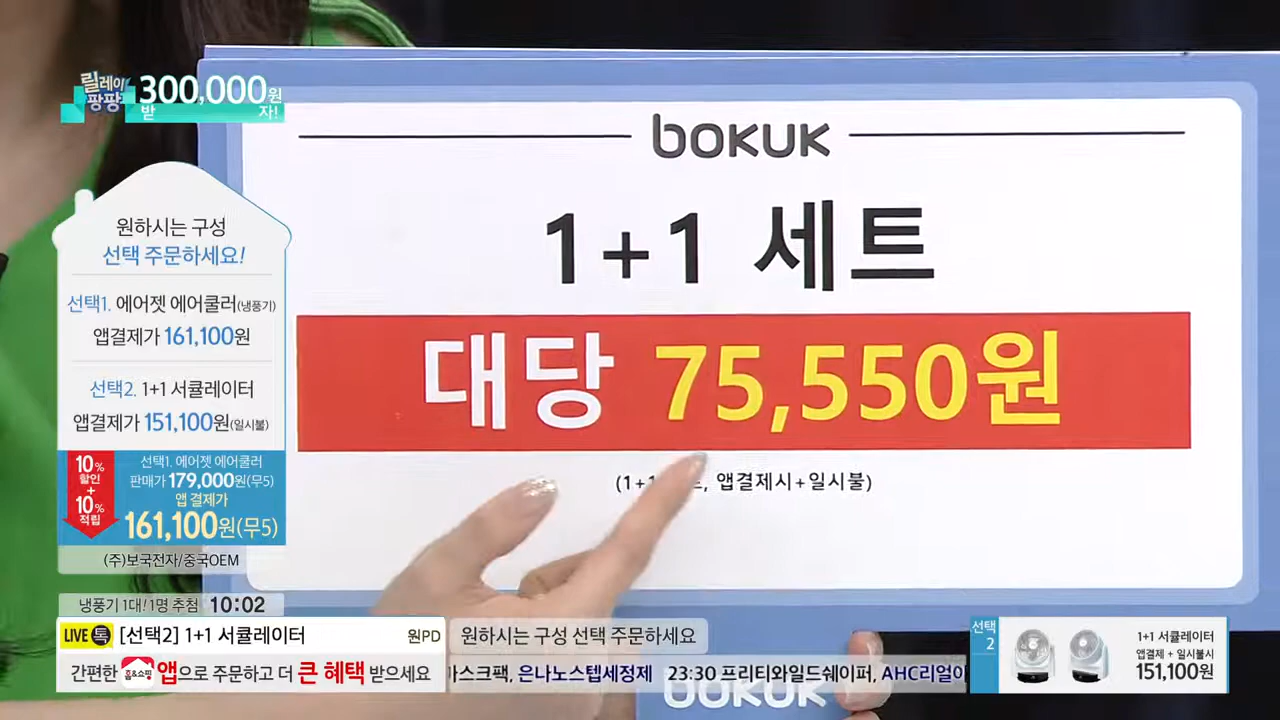 릴레이
팡팡
300,000원
받 자!
bokuk
1+1 세트
대당 75,550원
(1+1 트, 앱결제시+일시불)
원하시는 구성
선택 주문하세요!
선택1. 에어젯 에어쿨러(냉풍기)
앱결제가 161,100원
선택2. 1+1 서큘레이터
앱결제가 151,100원(일시불)
10%
할인
+
10%
적립
선택1. 에어젯 에어쿨러
판매가 179,000원(무5)
앱 결제가
161,100원(무5)
(주)보국전자/중국OEM
냉풍기 1대! 1명 추첨 10:02
LIVE 톡 [선택2] 1+1 서큘레이터 원PD
원하시는 구성 선택 주문하세요
간편한 홈&쇼핑 앱으로 주문하고 더 큰 혜택 받으세요
마스크팩, 은나노스텝세정제 23:30 프리티와일드쉐이퍼, AHC리얼아
bokuk
선택
2
1+1 서큘레이터
앱결제 + 일시불시
151,100원